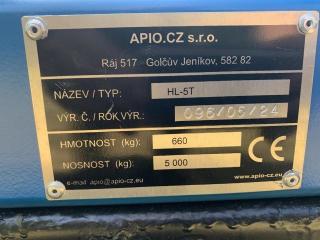 APIO.CZ s.r.o.
Ráj 517 Golčův Jeníkov, 582 82
NÁZEV / TYP: HL-5T
VÝR. Č. / ROK VÝR.: 096/05/24
HMOTNOST (kg): 660
NOSNOST (kg): 5 000
CE
e-mail apio@apio-cz.eu www.apio-cz.eu